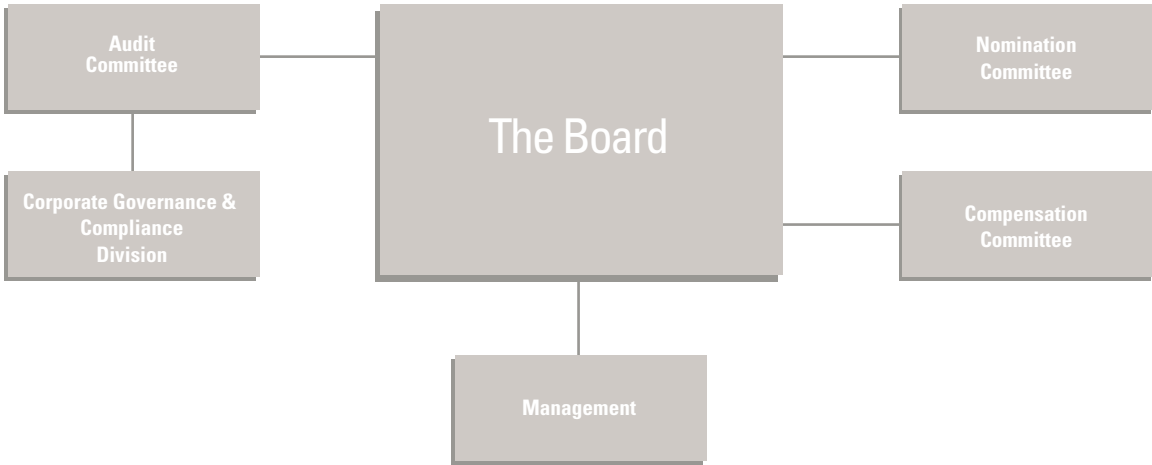 Audit
Committee
The Board
Nomination
Committee
Corporate Governance &
Compliance
Division
Compensation
Committee
Management